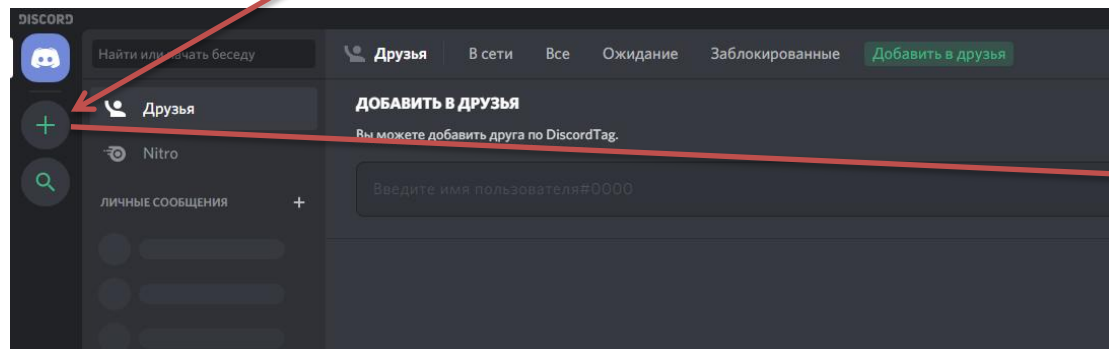 DISCORD
Найти или начать беседу
Друзья
В сети
Все
Ожидание
Заблокированные
Добавить в друзья
Друзья
Nitro
ЛИЧНЫЕ СООБЩЕНИЯ +
ДОБАВИТЬ В ДРУЗЬЯ
Вы можете добавить друга по DiscordTag.
Введите имя пользователя#0000